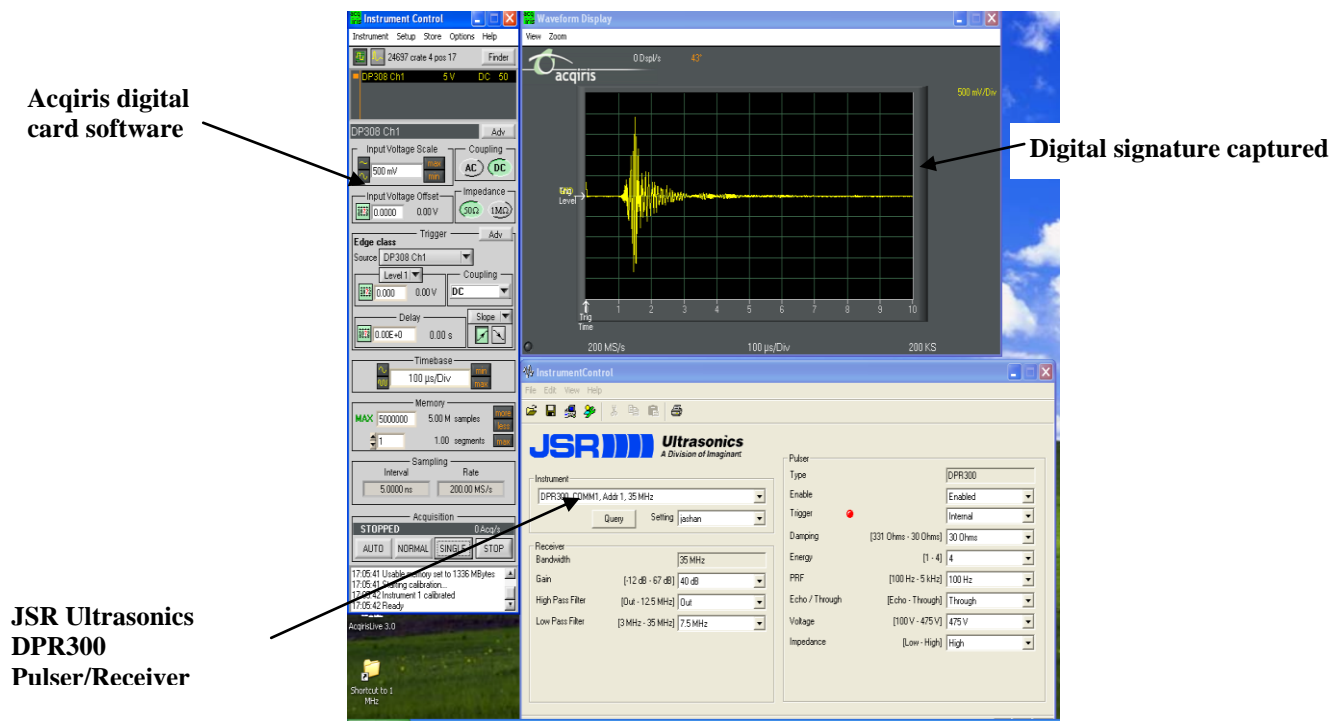 Acqiris digital
card software
JSR Ultrasonics
DPR300
Pulser/Receiver
Digital signature captured
Instrument Control
Instrument Setup Store Options Help
24697 crate 4 pos 17 Finder
DP308 Ch1 5 V DC 50
DP308 Ch1 Adv
Input Voltage Scale Coupling
500 mV max min AC DC
Input Voltage Offset Impedance
0.0000 0.00 V 50Ω 1MΩ
Trigger Adv
Edge class
Source DP308 Ch1
Level 1 Coupling
0.000 0.00 V DC
Delay Slope
0.00E+0 0.00 s
Timebase
100 µs/Div min max
Memory
MAX 5000000 5.00 M samples more less
1 1.00 segments max
Sampling
Interval Rate
5.0000 ns 200.00 MS/s
Acquisition
STOPPED 0 Acq/s
AUTO NORMAL SINGLE STOP
17:05:41 Usable memory set to 1336 MBytes
17:05:41 Starting calibration...
17:05:42 Instrument 1 calibrated
17:05:42 Ready
AcqirisLive 3.0
Shortcut to 1
MHz
Waveform Display
View Zoom
0 Dspl/s 43"
acqiris
500 mV/Div
Level
1 2 3 4 5 6 7 8 9 10
Trig
Time
200 MS/s 100 µs/Div 200 KS
InstrumentControl
File Edit View Help
JSR Ultrasonics
A Division of Imaginant
Instrument
DPR300, COMM1, Addr 1, 35 MHz
Query Setting jashan
Receiver
Bandwidth 35 MHz
Gain [-12 dB - 67 dB] 40 dB
High Pass Filter [Out - 12.5 MHz] Out
Low Pass Filter [3 MHz - 35 MHz] 7.5 MHz
Pulser
Type DPR300
Enable Enabled
Trigger Internal
Damping [331 Ohms - 30 Ohms] 30 Ohms
Energy [1 - 4] 4
PRF [100 Hz - 5 kHz] 100 Hz
Echo / Through [Echo - Through] Through
Voltage [100 V - 475 V] 475 V
Impedance [Low - High] High